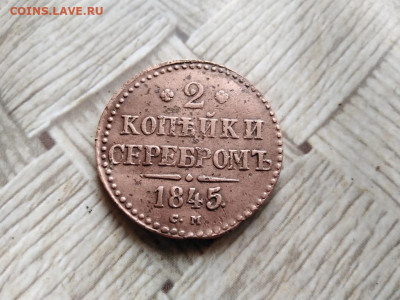 COINS.LAVE.RU
2
КОПѢЙКИ
СЕРЕБРОМЪ
1845.
С. М